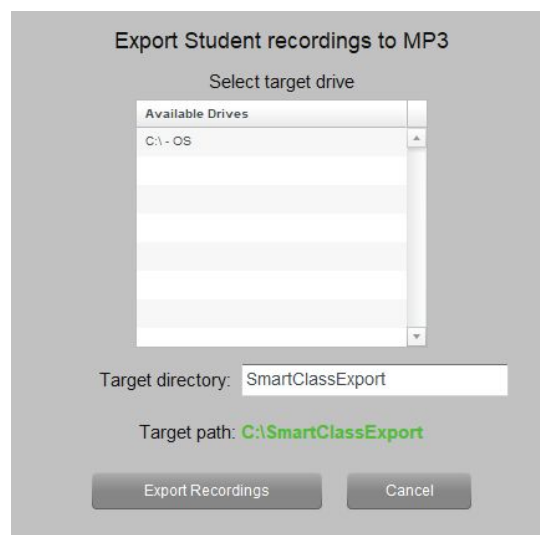 Export Student recordings to MP3
Select target drive
Available Drives
C:\ - OS
Target directory: SmartClassExport
Target path: C:\SmartClassExport
Export Recordings Cancel